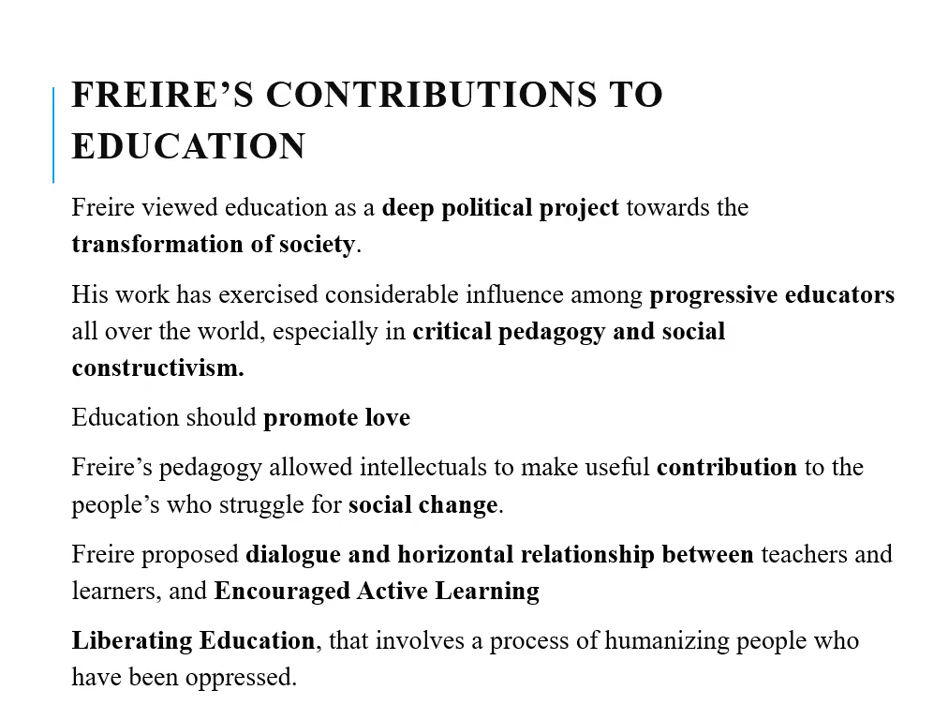 FREIRE’S CONTRIBUTIONS TO
EDUCATION
Freire viewed education as a deep political project towards the
transformation of society.
His work has exercised considerable influence among progressive educators
all over the world, especially in critical pedagogy and social
constructivism.
Education should promote love
Freire’s pedagogy allowed intellectuals to make useful contribution to the
people’s who struggle for social change.
Freire proposed dialogue and horizontal relationship between teachers and
learners, and Encouraged Active Learning
Liberating Education, that involves a process of humanizing people who
have been oppressed.